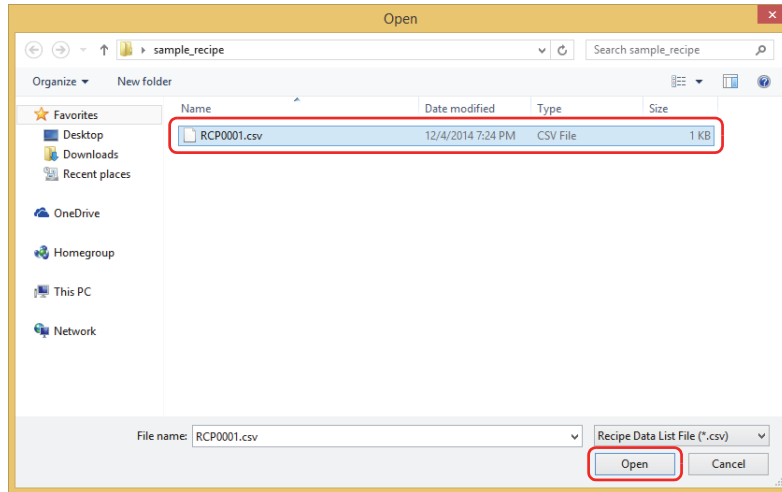 Open
sample_recipe
Search sample_recipe
Organize
New folder
Name
Date modified
Type
Size
Favorites
Desktop
Downloads
Recent places
OneDrive
Homegroup
This PC
Network
RCP0001.csv
12/4/2014 7:24 PM
CSV File
1 KB
File name:
RCP0001.csv
Recipe Data List File (*.csv)
Open
Cancel